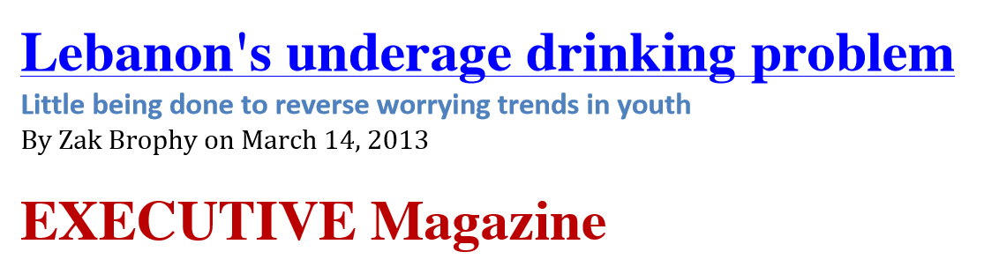 Lebanon's underage drinking problem
Little being done to reverse worrying trends in youth
By Zak Brophy on March 14, 2013
EXECUTIVE Magazine